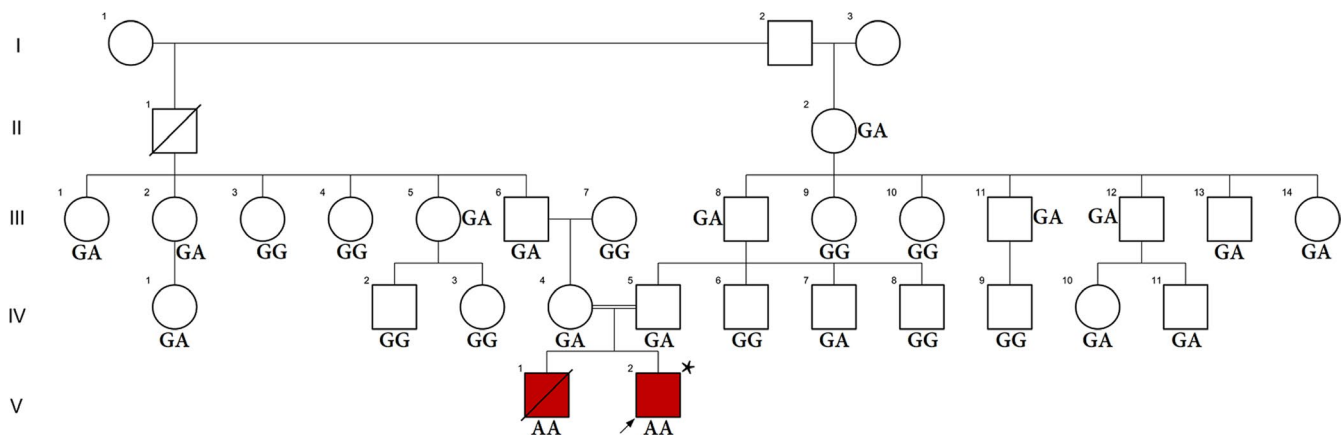 I 1 2 3
II 1 2 GA
III 1 2 3 4 5 GA 6 7 8 GA 9 10 11 GA 12 GA 13 14
GA GA GG GG GA GG GG GG GA GA
IV 1 2 3 4 5 6 7 8 9 10 11
GA GG GG GA GA GG GA GG GG GA GA
V 1 2 *
AA AA